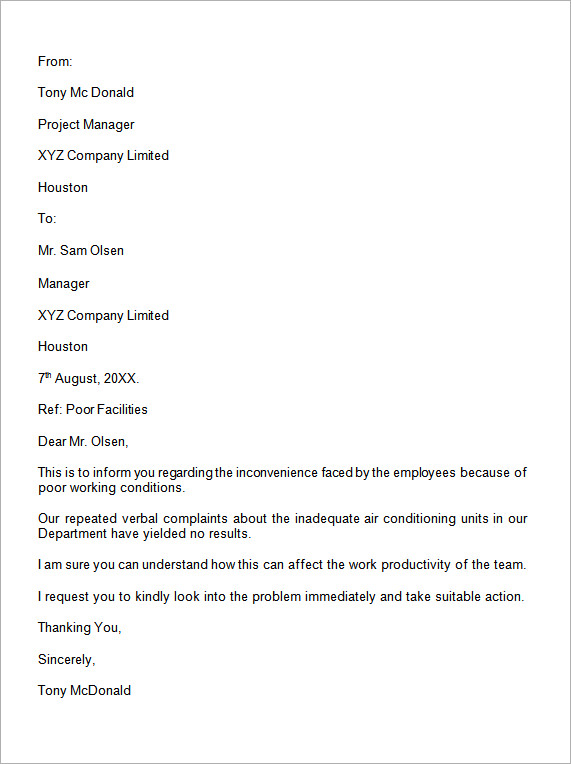 From:
Tony Mc Donald
Project Manager
XYZ Company Limited
Houston
To:
Mr. Sam Olsen
Manager
XYZ Company Limited
Houston
7th August, 20XX.
Ref: Poor Facilities
Dear Mr. Olsen,
This is to inform you regarding the inconvenience faced by the employees because of
poor working conditions.
Our repeated verbal complaints about the inadequate air conditioning units in our
Department have yielded no results.
I am sure you can understand how this can affect the work productivity of the team.
I request you to kindly look into the problem immediately and take suitable action.
Thanking You,
Sincerely,
Tony McDonald